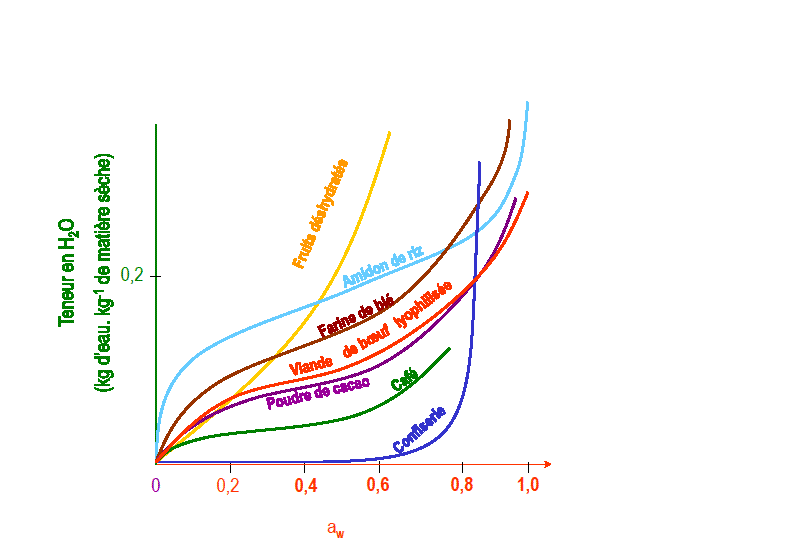 Teneur en H2O
(kg d'eau. kg-1 de matière sèche)
0,2
Fruits déshydratés
Amidon de riz
Farine de blé
Viande de bœuf lyophilisée
Poudre de cacao
Café
Confiserie
0 0,2 0,4 0,6 0,8 1,0
aw